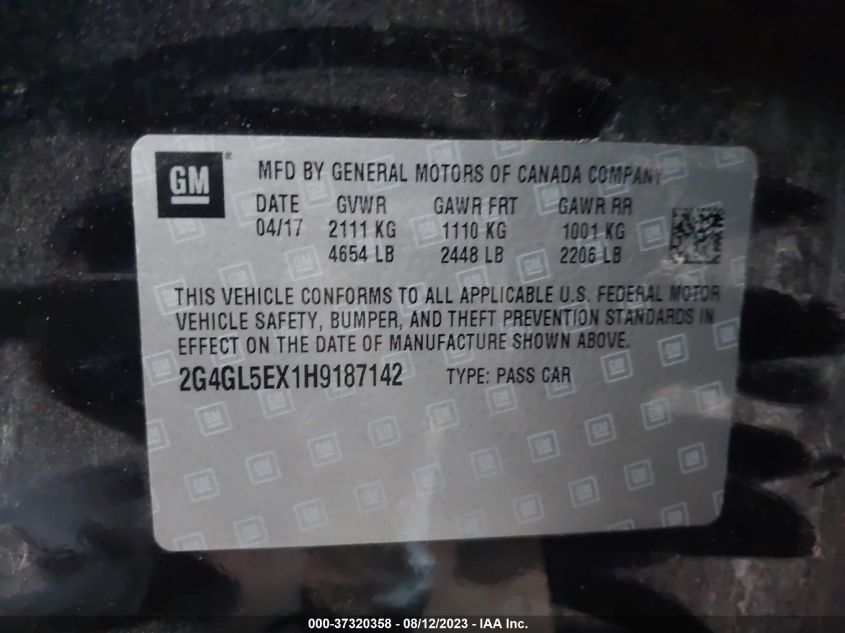 GM® MFD BY GENERAL MOTORS OF CANADA COMPANY
DATE GVWR GAWR FRT GAWR RR
04/17 2111 KG 1110 KG 1001 KG
4654 LB 2448 LB 2206 LB
THIS VEHICLE CONFORMS TO ALL APPLICABLE U.S. FEDERAL MOTOR
VEHICLE SAFETY, BUMPER, AND THEFT PREVENTION STANDARDS IN
EFFECT ON THE DATE OF MANUFACTURE SHOWN ABOVE.
2G4GL5EX1H9187142 TYPE: PASS CAR
000-37320358 - 08/12/2023 - IAA Inc.